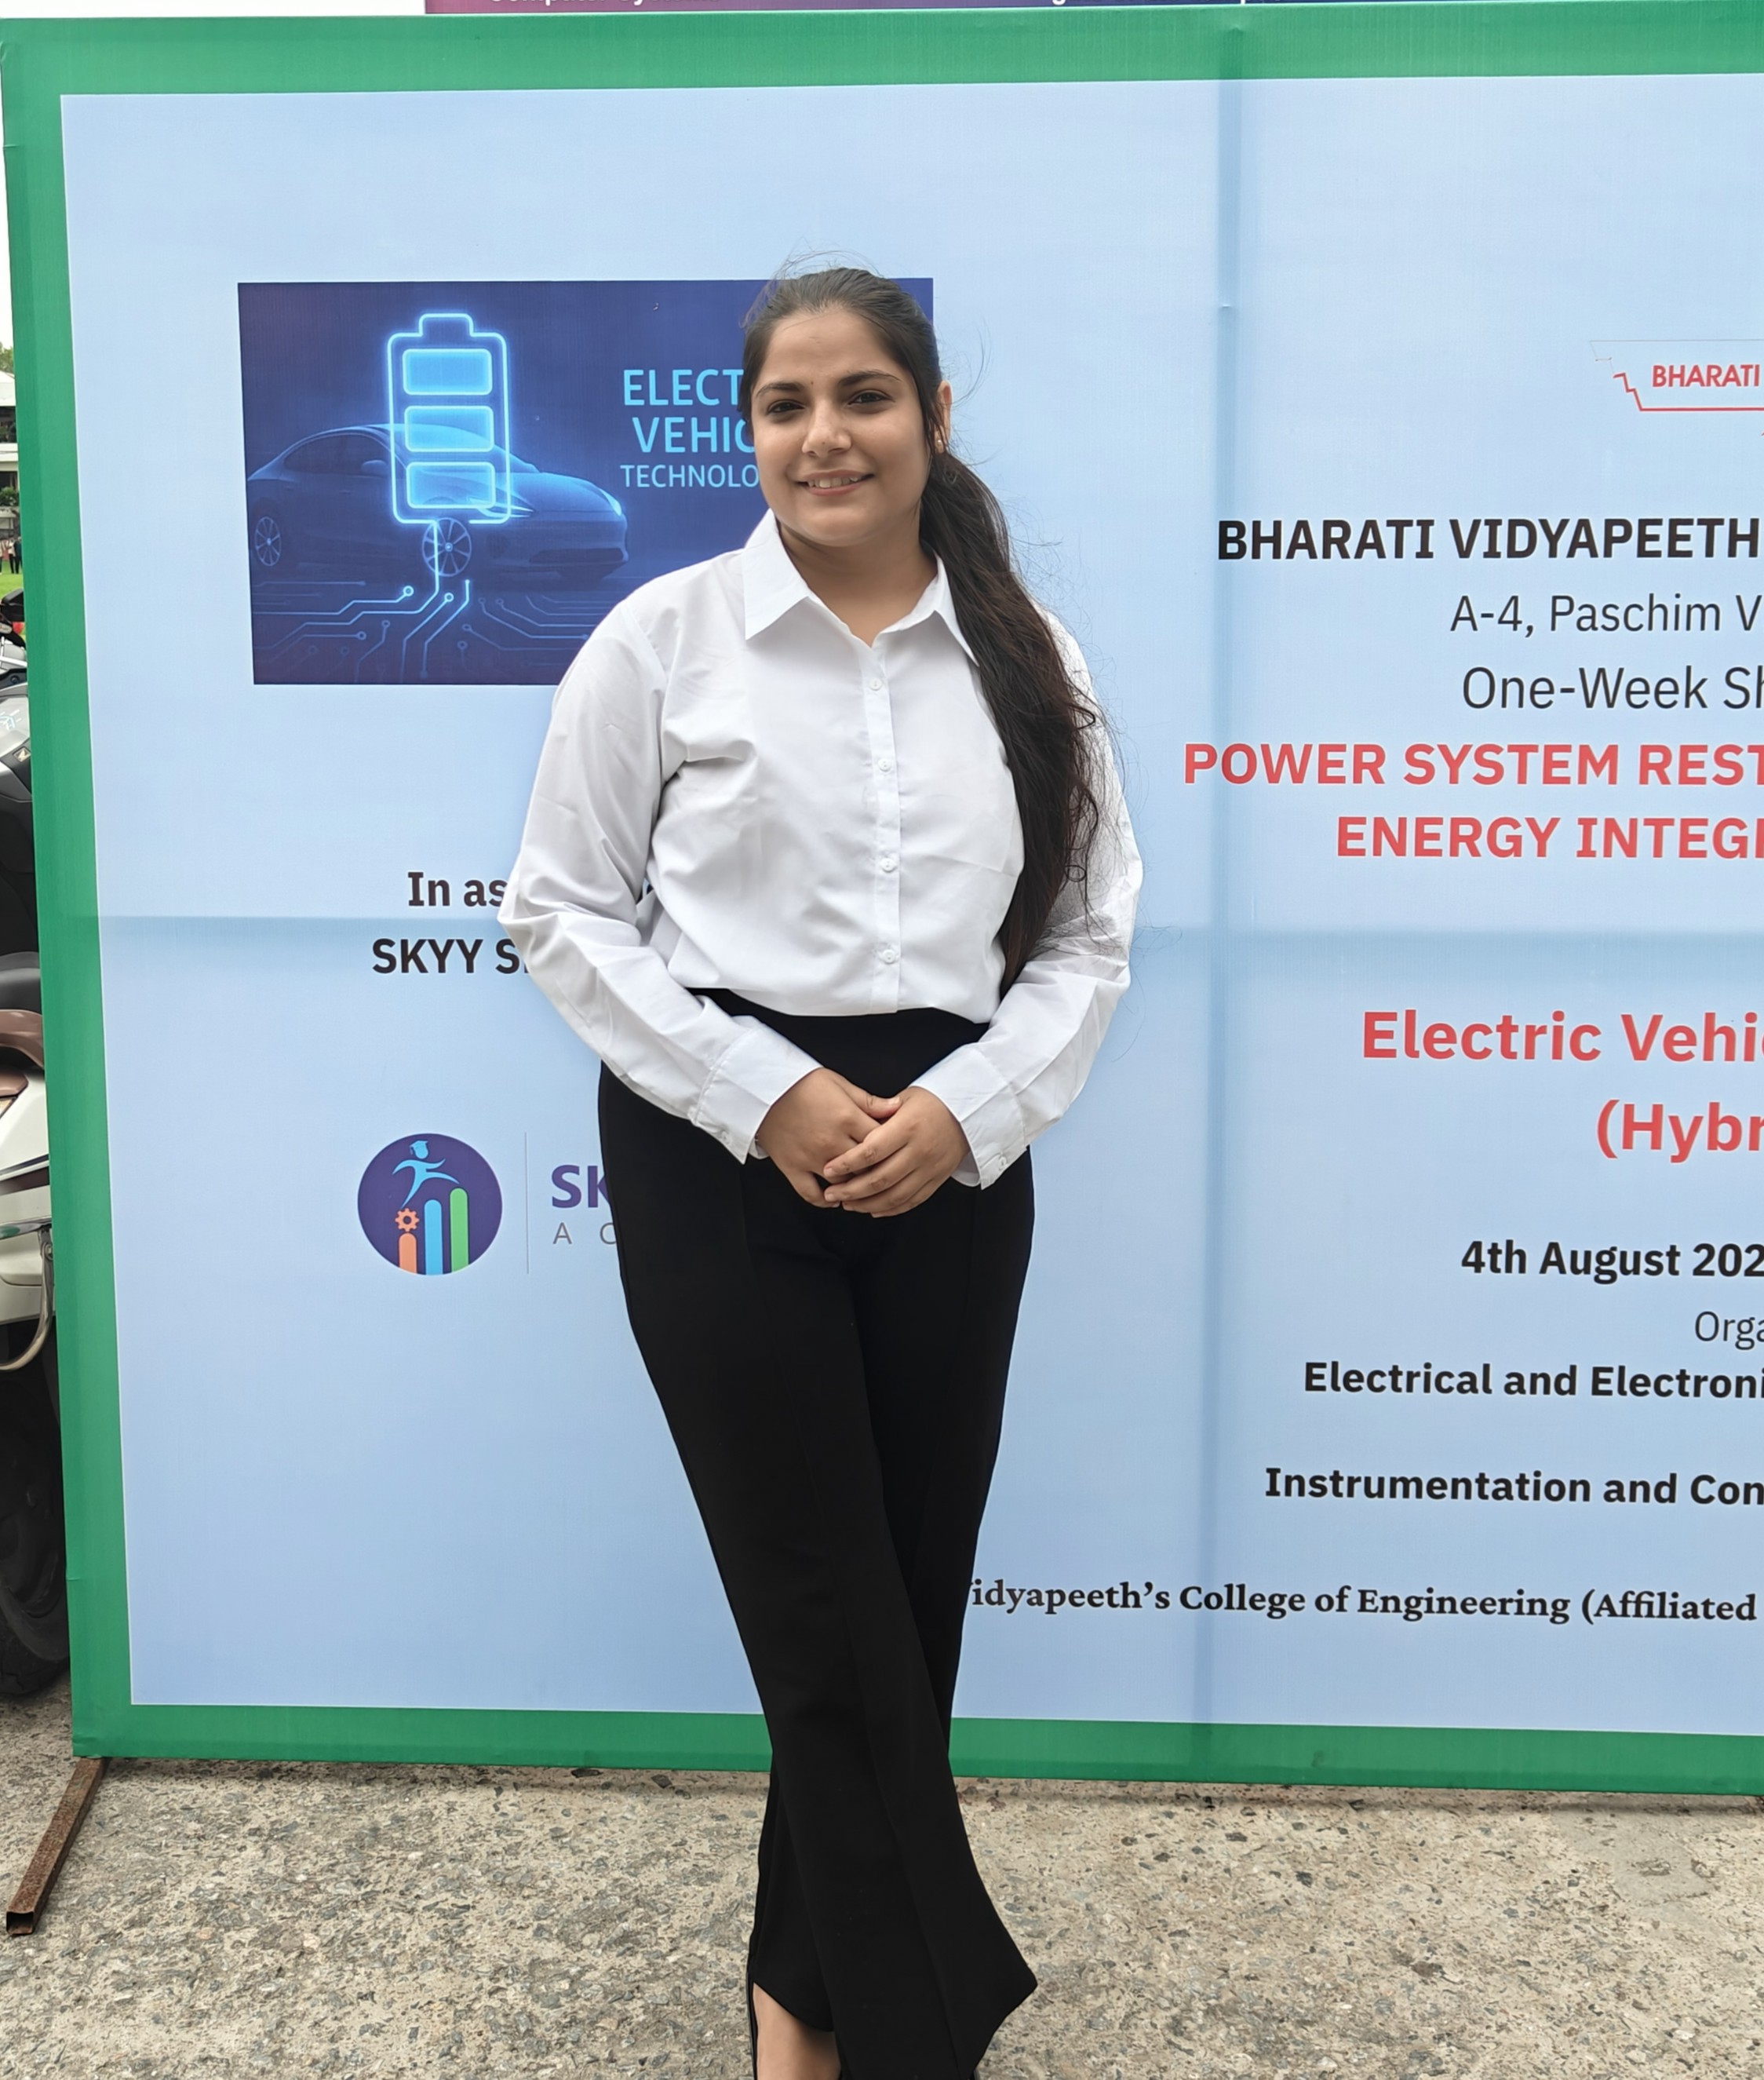 ELECT
VEHIC
TECHNOLO
In as
SKYY S
SK
A C
BHARATI
BHARATI VIDYAPEETH
A-4, Paschim V
One-Week Sh
POWER SYSTEM REST
ENERGY INTEGR
Electric Vehic
(Hybr
4th August 202
Orga
Electrical and Electroni
Instrumentation and Con
idyapeeth's College of Engineering (Affiliated